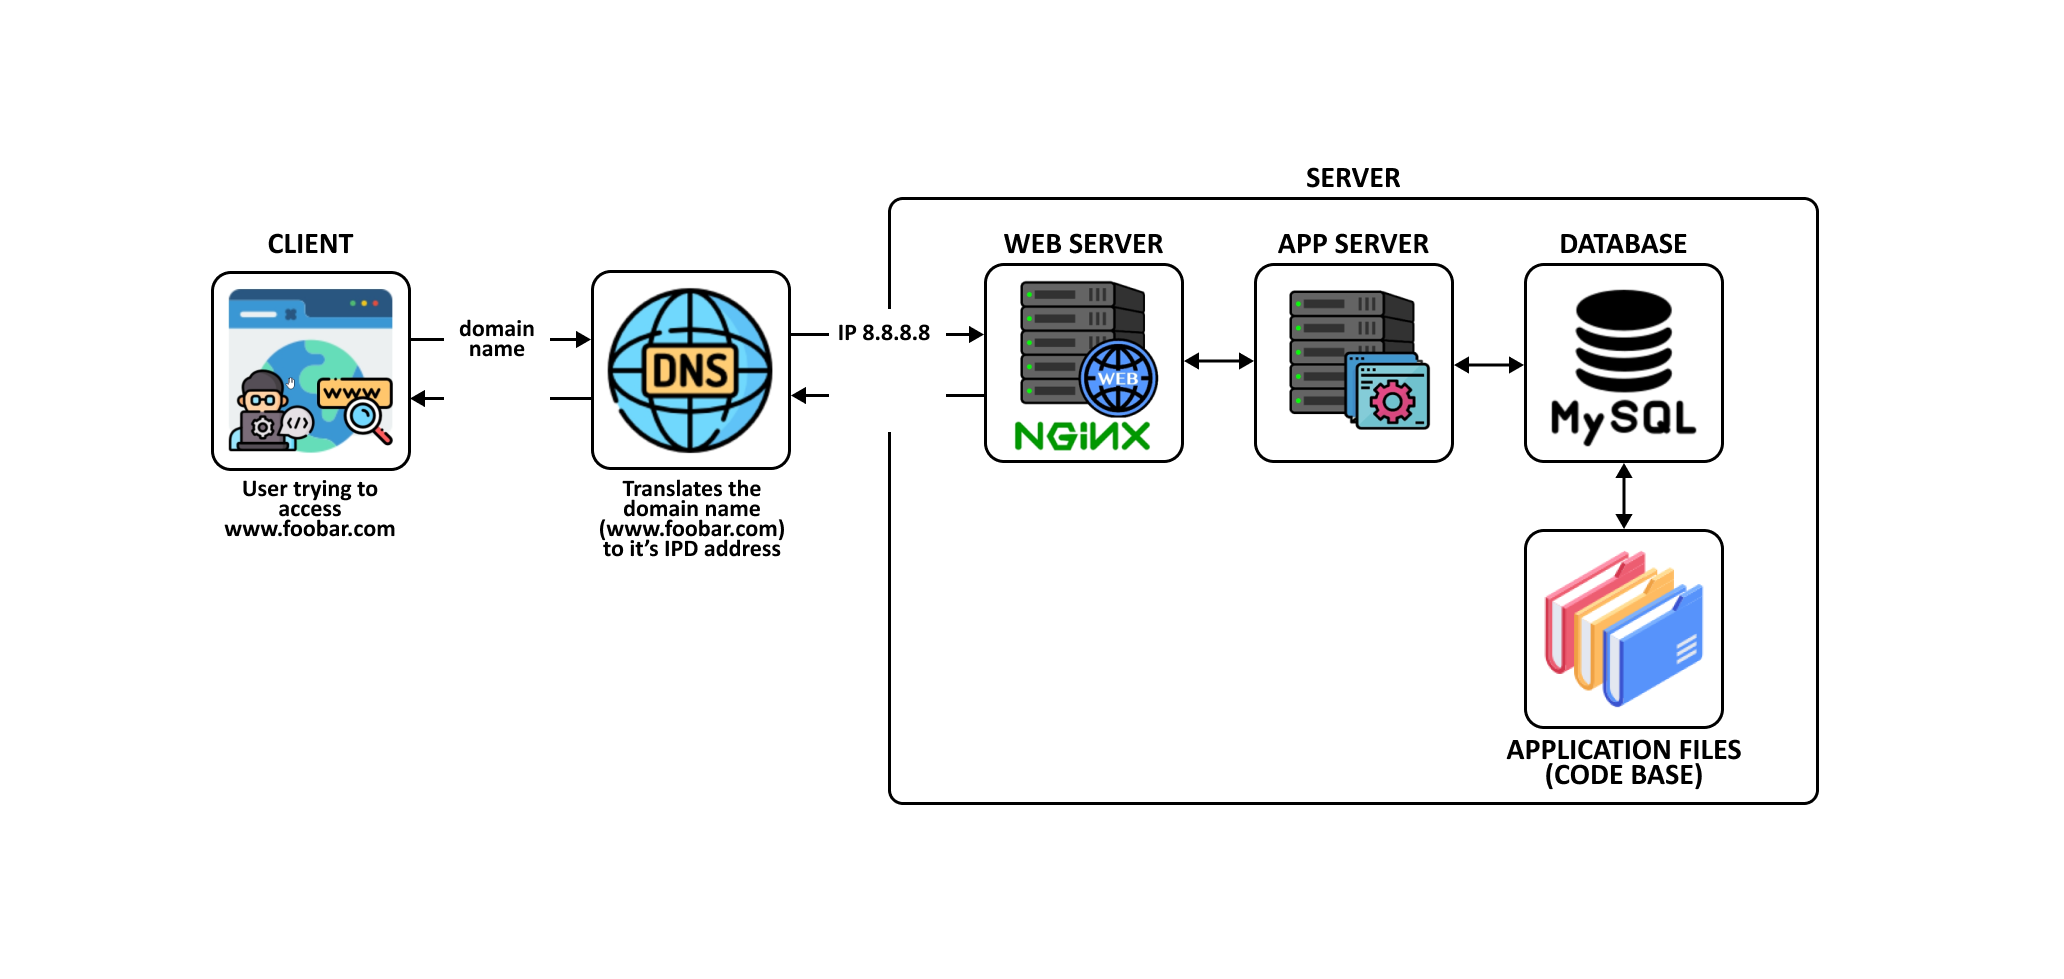 SERVER
CLIENT
WEB SERVER
APP SERVER
DATABASE
domain
name
IP 8.8.8.8
DNS
www
</>
WEB
NGINX
MySQL
User trying to
access
www.foobar.com
Translates the
domain name
(www.foobar.com)
to it’s IPD address
APPLICATION FILES
(CODE BASE)